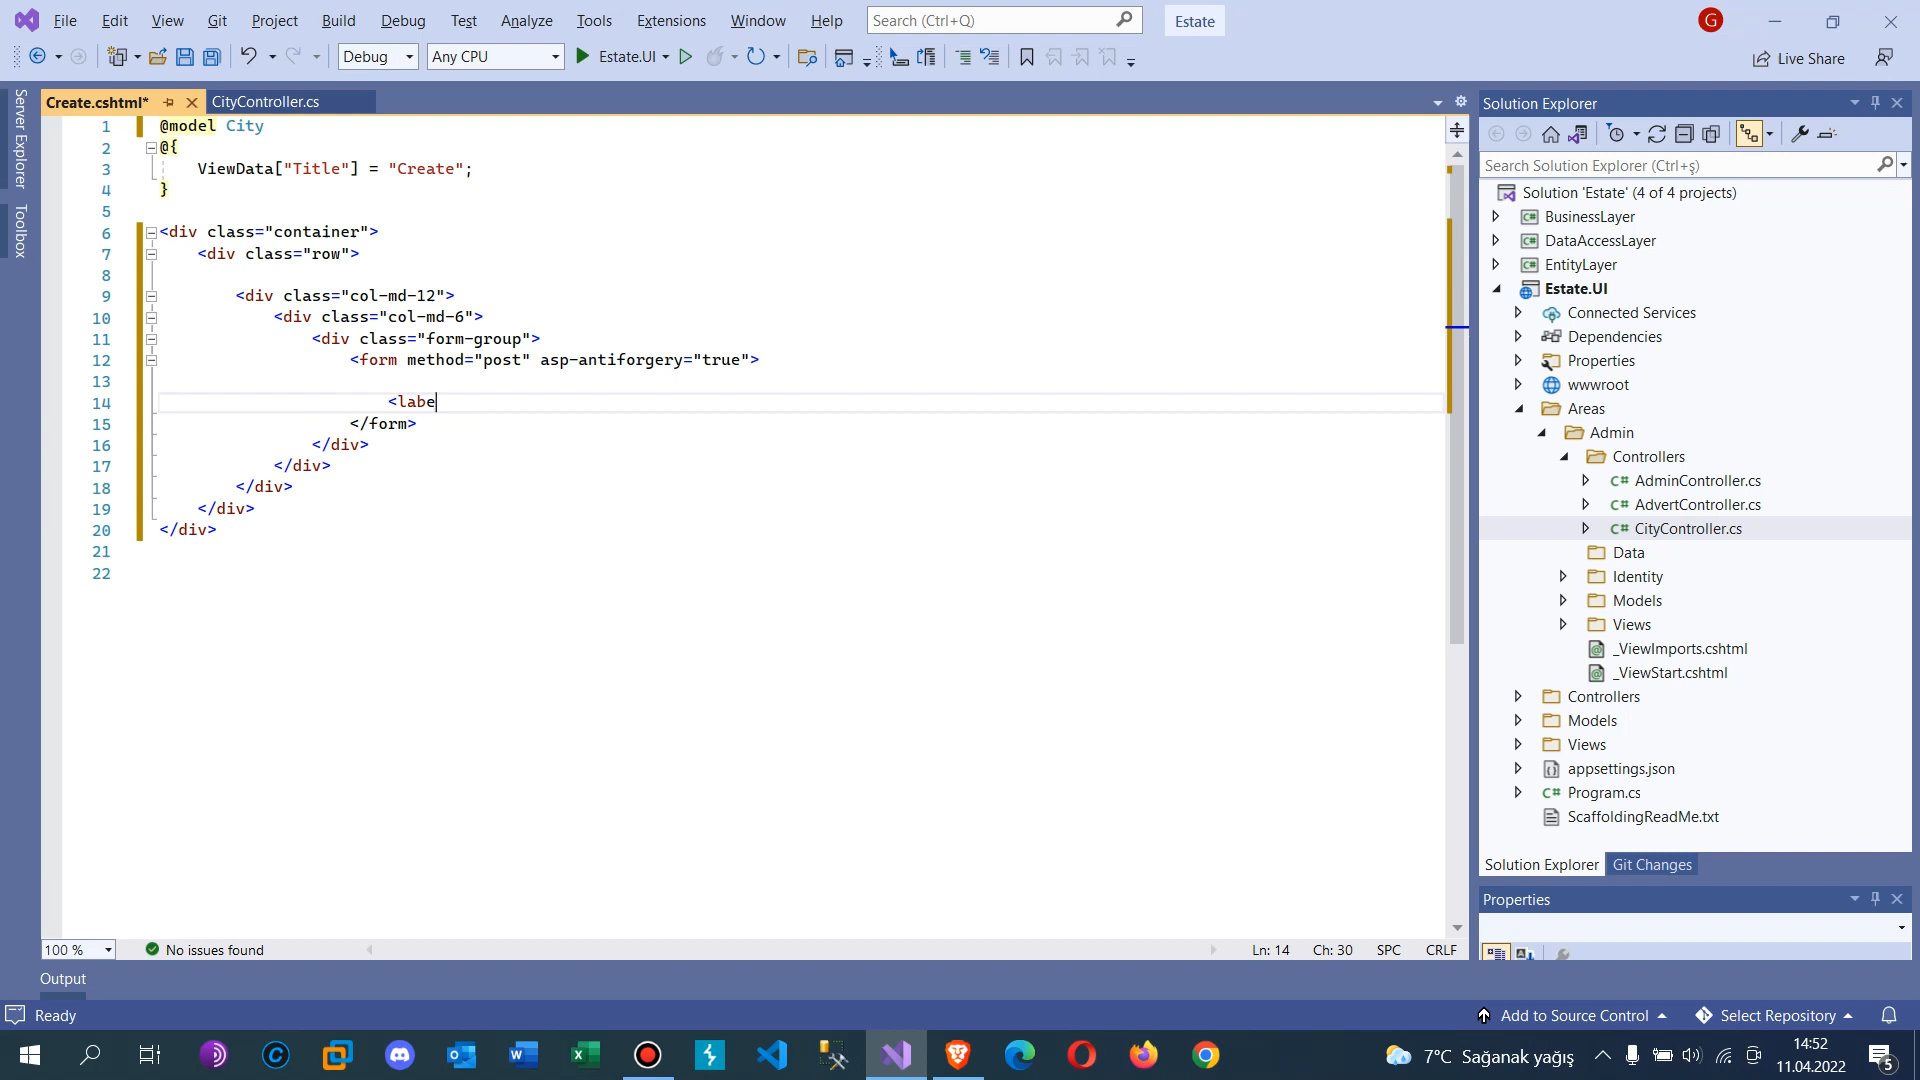 File Edit View Git Project Build Debug Test Analyze Tools Extensions Window Help Search (Ctrl+Q) Estate G
Debug Any CPU Estate.UI Live Share
Server Explorer
Toolbox
Create.cshtml* CityController.cs
1 @model City
2 @{
3 ViewData["Title"] = "Create";
4 }
5
6 <div class="container">
7 <div class="row">
8
9 <div class="col-md-12">
10 <div class="col-md-6">
11 <div class="form-group">
12 <form method="post" asp-antiforgery="true">
13
14 <labe
15 </form>
16 </div>
17 </div>
18 </div>
19 </div>
20 </div>
21
22
100 % No issues found Ln: 14 Ch: 30 SPC CRLF
Output
Solution Explorer
Search Solution Explorer (Ctrl+ş)
Solution 'Estate' (4 of 4 projects)
C# BusinessLayer
C# DataAccessLayer
C# EntityLayer
Estate.UI
Connected Services
Dependencies
Properties
wwwroot
Areas
Admin
Controllers
C# AdminController.cs
C# AdvertController.cs
C# CityController.cs
Data
Identity
Models
Views
_ViewImports.cshtml
_ViewStart.cshtml
Controllers
Models
Views
appsettings.json
C# Program.cs
ScaffoldingReadMe.txt
Solution Explorer Git Changes
Properties
Ready Add to Source Control Select Repository
7°C Sağanak yağış 14:52
11.04.2022 5